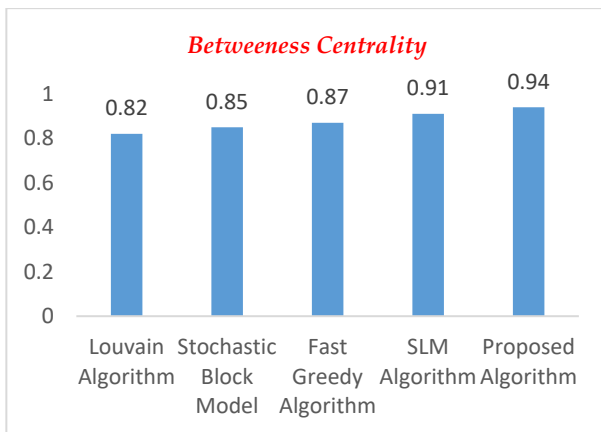 Betweeness Centrality
1
0.8
0.6
0.4
0.2
0
0.82
0.85
0.87
0.91
0.94
Louvain Algorithm
Stochastic Block Model
Fast Greedy Algorithm
SLM Algorithm
Proposed Algorithm